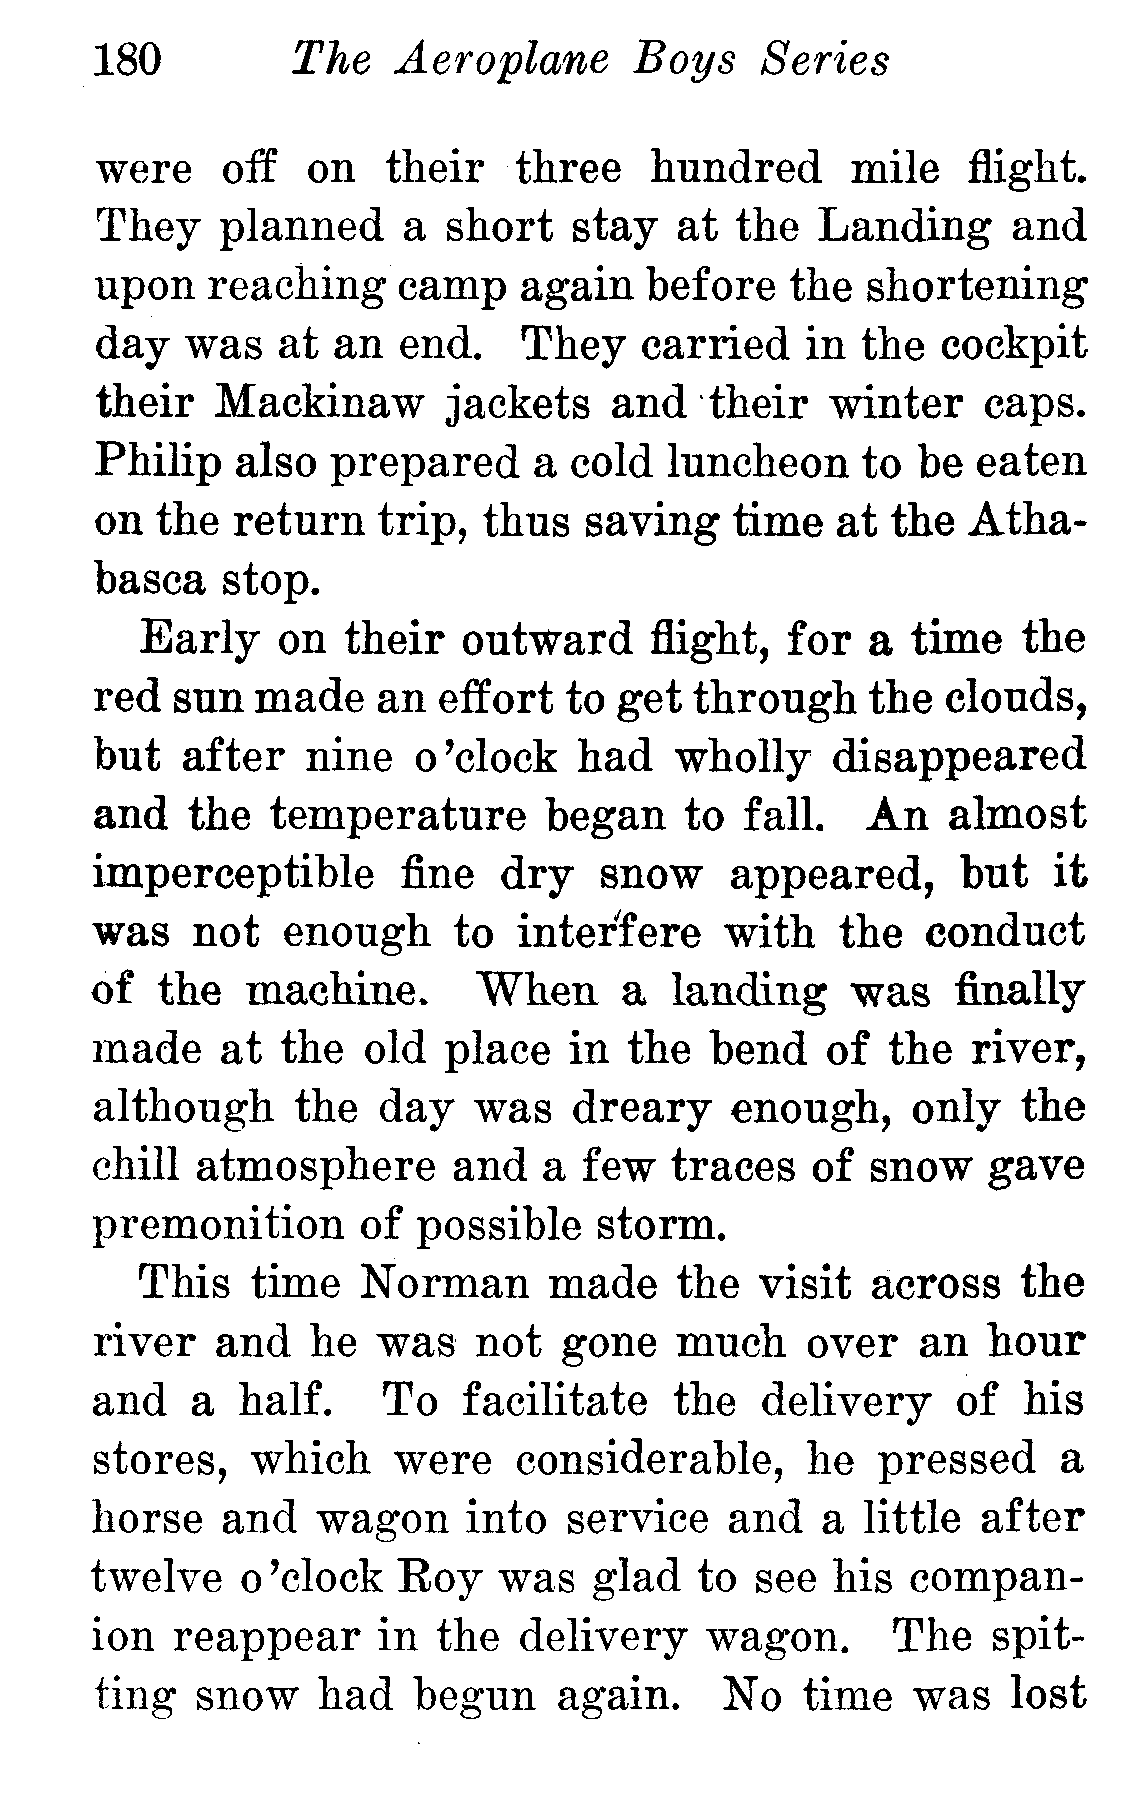 180 The Aeroplane Boys Series
were off on their three hundred mile flight.
They planned a short stay at the Landing and
upon reaching camp again before the shortening
day was at an end. They carried in the cockpit
their Mackinaw jackets and their winter caps.
Philip also prepared a cold luncheon to be eaten
on the return trip, thus saving time at the Atha-
basca stop.
Early on their outward flight, for a time the
red sun made an effort to get through the clouds,
but after nine o'clock had wholly disappeared
and the temperature began to fall. An almost
imperceptible fine dry snow appeared, but it
was not enough to interfere with the conduct
of the machine. When a landing was finally
made at the old place in the bend of the river,
although the day was dreary enough, only the
chill atmosphere and a few traces of snow gave
premonition of possible storm.
This time Norman made the visit across the
river and he was not gone much over an hour
and a half. To facilitate the delivery of his
stores, which were considerable, he pressed a
horse and wagon into service and a little after
twelve o'clock Roy was glad to see his compan-
ion reappear in the delivery wagon. The spit-
ting snow had begun again. No time was lost